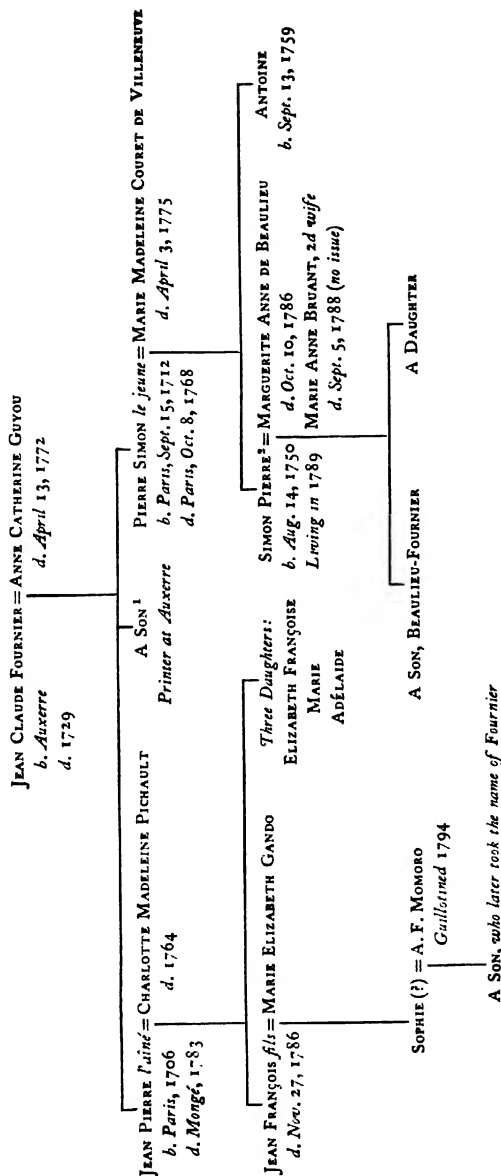 JEAN CLAUDE FOURNIER = ANNE CATHERINE GUYOU
b. Auxerre
d. 1729
d. April 13, 1772
JEAN PIERRE l'aîné = CHARLOTTE MADELEINE PICHAULT
b. Paris, 1706
d. Mongé, 1783
d. 1764
A SON ¹
Printer at Auxerre
PIERRE SIMON le jeune = MARIE MADELEINE COURET DE VILLENEUVE
b. Paris, Sept. 15, 1712
d. Paris, Oct. 8, 1768
d. April 3, 1775
JEAN FRANÇOIS fils = MARIE ELIZABETH GANDO
d. Nov. 27, 1786
Three Daughters:
ELIZABETH FRANÇOISE
MARIE
ADÉLAIDE
SIMON PIERRE² = MARGUERITE ANNE DE BEAULIEU
b. Aug. 14, 1750
Living in 1789
d. Oct. 10, 1786
MARIE ANNE BRUANT, 2d wife
d. Sept. 5, 1788 (no issue)
ANTOINE
b. Sept. 13, 1759
SOPHIE (?) = A. F. MOMORO
Guillotined 1794
A SON, BEAULIEU-FOURNIER
A DAUGHTER
A SON, who later took the name of Fournier